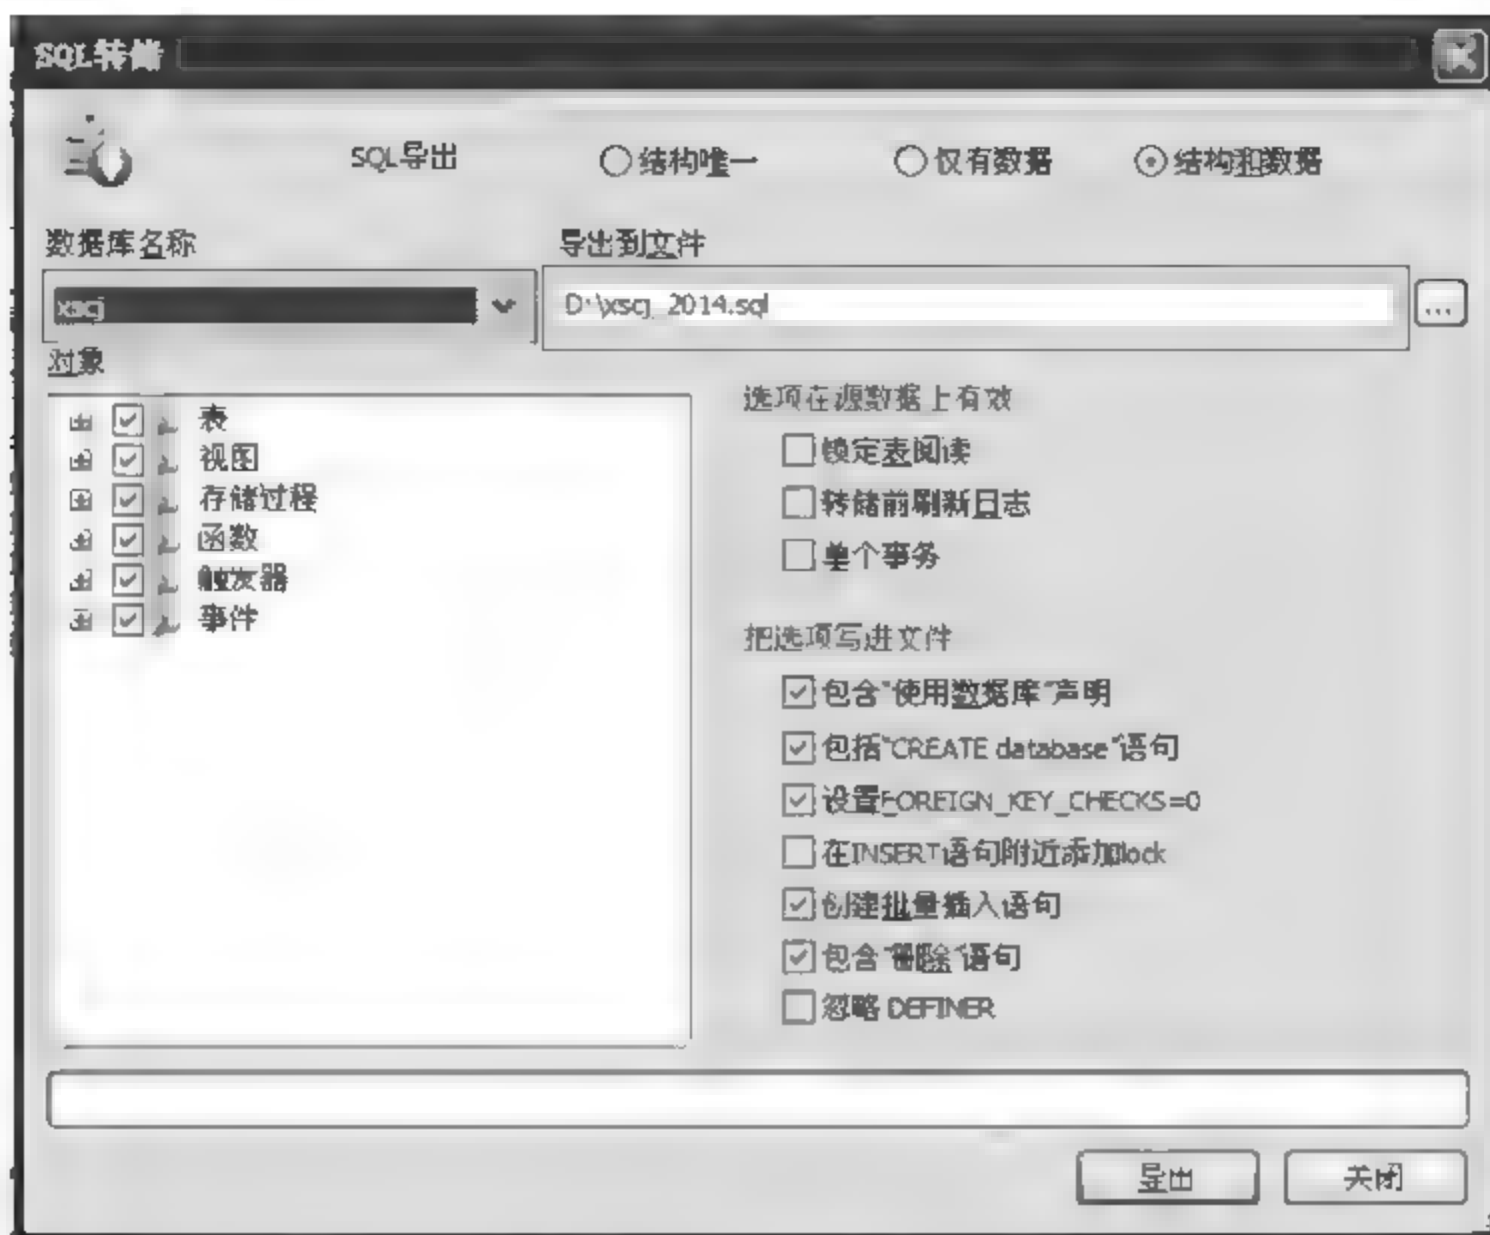 SQL转储
SQL导出 结构唯一 仅有数据 结构和数据
数据库名称 导出到文件
xscj D:\xscj_2014.sql ...
对象
表
视图
存储过程
函数
触发器
事件
选项在源数据上有效
锁定表阅读
转储前刷新日志
单个事务
把选项写进文件
包含"使用数据库"声明
包括"CREATE database"语句
设置FOREIGN_KEY_CHECKS=0
在INSERT语句附近添加lock
创建批量插入语句
包含"删除"语句
忽略 DEFINER
导出 关闭